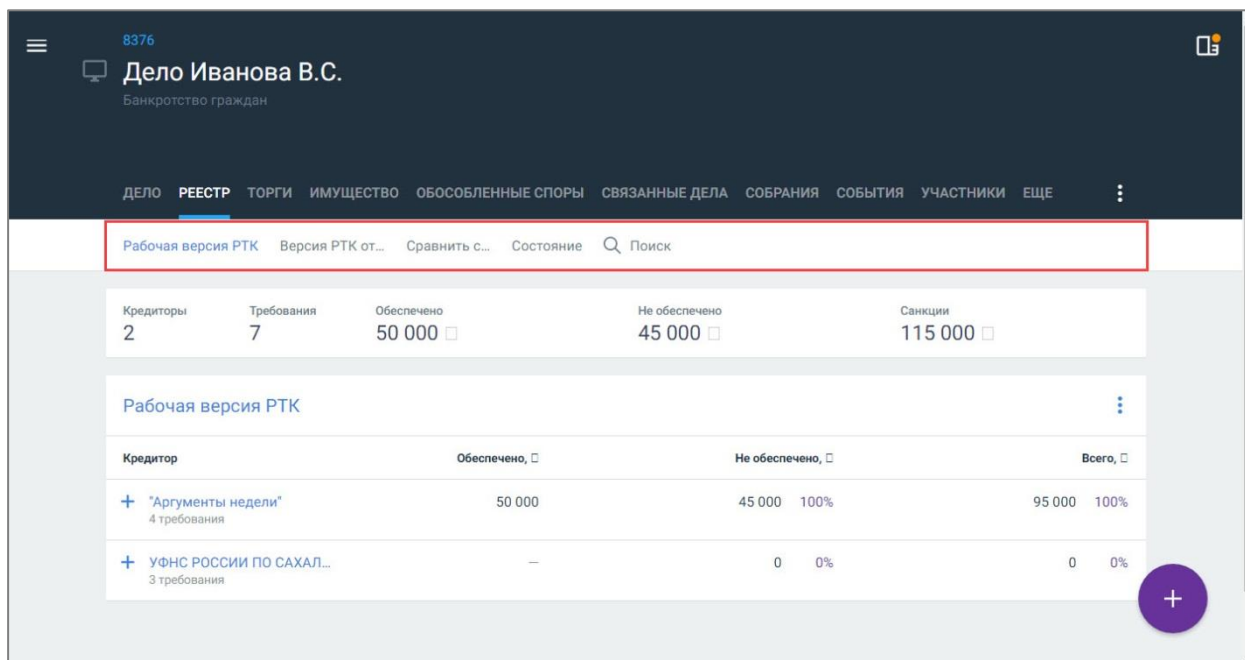 8376
Дело Иванова В.С.
Банкротство граждан
ДЕЛО РЕЕСТР ТОРГИ ИМУЩЕСТВО ОБОСОБЛЕННЫЕ СПОРЫ СВЯЗАННЫЕ ДЕЛА СОБРАНИЯ СОБЫТИЯ УЧАСТНИКИ ЕЩЕ
Рабочая версия РТК Версия РТК от... Сравнить с... Состояние Поиск
Кредиторы Требования Обеспечено Не обеспечено Санкции
2 7 50 000 □ 45 000 □ 115 000 □
Рабочая версия РТК
Кредитор Обеспечено, □ Не обеспечено, □ Всего, □
+ "Аргументы недели" 50 000 45 000 100% 95 000 100%
4 требования
+ УФНС РОССИИ ПО САХАЛ... — 0 0% 0 0%
3 требования
+